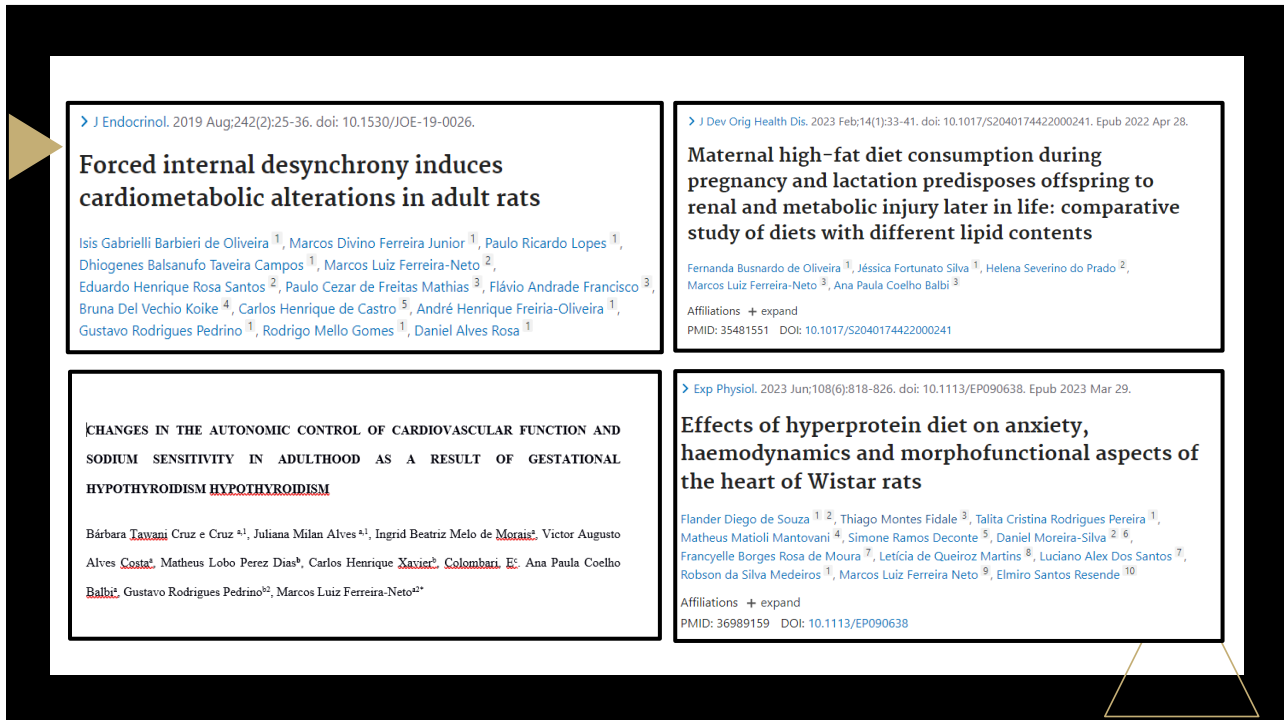 > J Endocrinol. 2019 Aug;242(2):25-36. doi: 10.1530/JOE-19-0026.
Forced internal desynchrony induces
cardiometabolic alterations in adult rats
Isis Gabrielli Barbieri de Oliveira 1, Marcos Divino Ferreira Junior 1, Paulo Ricardo Lopes 1,
Dhiogenes Balsanufo Taveira Campos 1, Marcos Luiz Ferreira-Neto 2,
Eduardo Henrique Rosa Santos 2, Paulo Cezar de Freitas Mathias 3, Flávio Andrade Francisco 3,
Bruna Del Vechio Koike 4, Carlos Henrique de Castro 5, André Henrique Freiria-Oliveira 1,
Gustavo Rodrigues Pedrino 1, Rodrigo Mello Gomes 1, Daniel Alves Rosa 1
> J Dev Orig Health Dis. 2023 Feb;14(1):33-41. doi: 10.1017/S2040174422000241. Epub 2022 Apr 28.
Maternal high-fat diet consumption during
pregnancy and lactation predisposes offspring to
renal and metabolic injury later in life: comparative
study of diets with different lipid contents
Fernanda Busnardo de Oliveira 1, Jéssica Fortunato Silva 1, Helena Severino do Prado 2,
Marcos Luiz Ferreira-Neto 3, Ana Paula Coelho Balbi 3
Affiliations + expand
PMID: 35481551 DOI: 10.1017/S2040174422000241
CHANGES IN THE AUTONOMIC CONTROL OF CARDIOVASCULAR FUNCTION AND
SODIUM SENSITIVITY IN ADULTHOOD AS A RESULT OF GESTATIONAL
HYPOTHYROIDISM HYPOTHYROIDISM
Bárbara Tawani Cruz e Cruz a,1, Juliana Milan Alves a,1, Ingrid Beatriz Melo de Moraisa, Victor Augusto
Alves Costaa, Matheus Lobo Perez Diasb, Carlos Henrique Xavierb, Colombari, Ec. Ana Paula Coelho
Balbia, Gustavo Rodrigues Pedrinob2, Marcos Luiz Ferreira-Netoa2*
> Exp Physiol. 2023 Jun;108(6):818-826. doi: 10.1113/EP090638. Epub 2023 Mar 29.
Effects of hyperprotein diet on anxiety,
haemodynamics and morphofunctional aspects of
the heart of Wistar rats
Flander Diego de Souza 1 2, Thiago Montes Fidale 3, Talita Cristina Rodrigues Pereira 1,
Matheus Matioli Mantovani 4, Simone Ramos Deconte 5, Daniel Moreira-Silva 2 6,
Francyelle Borges Rosa de Moura 7, Letícia de Queiroz Martins 8, Luciano Alex Dos Santos 7,
Robson da Silva Medeiros 1, Marcos Luiz Ferreira Neto 9, Elmiro Santos Resende 10
Affiliations + expand
PMID: 36989159 DOI: 10.1113/EP090638